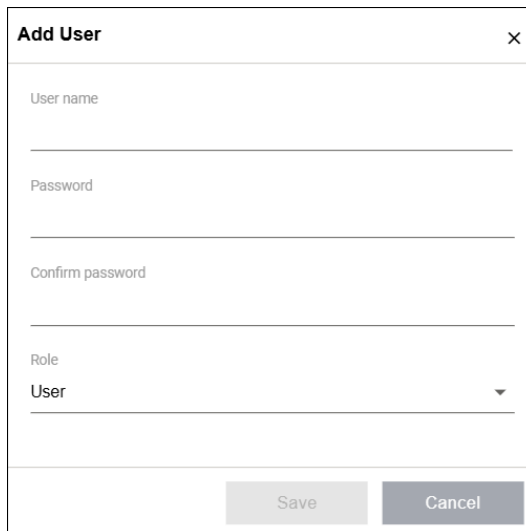 Add User
User name
Password
Confirm password
Role
User
Save Cancel